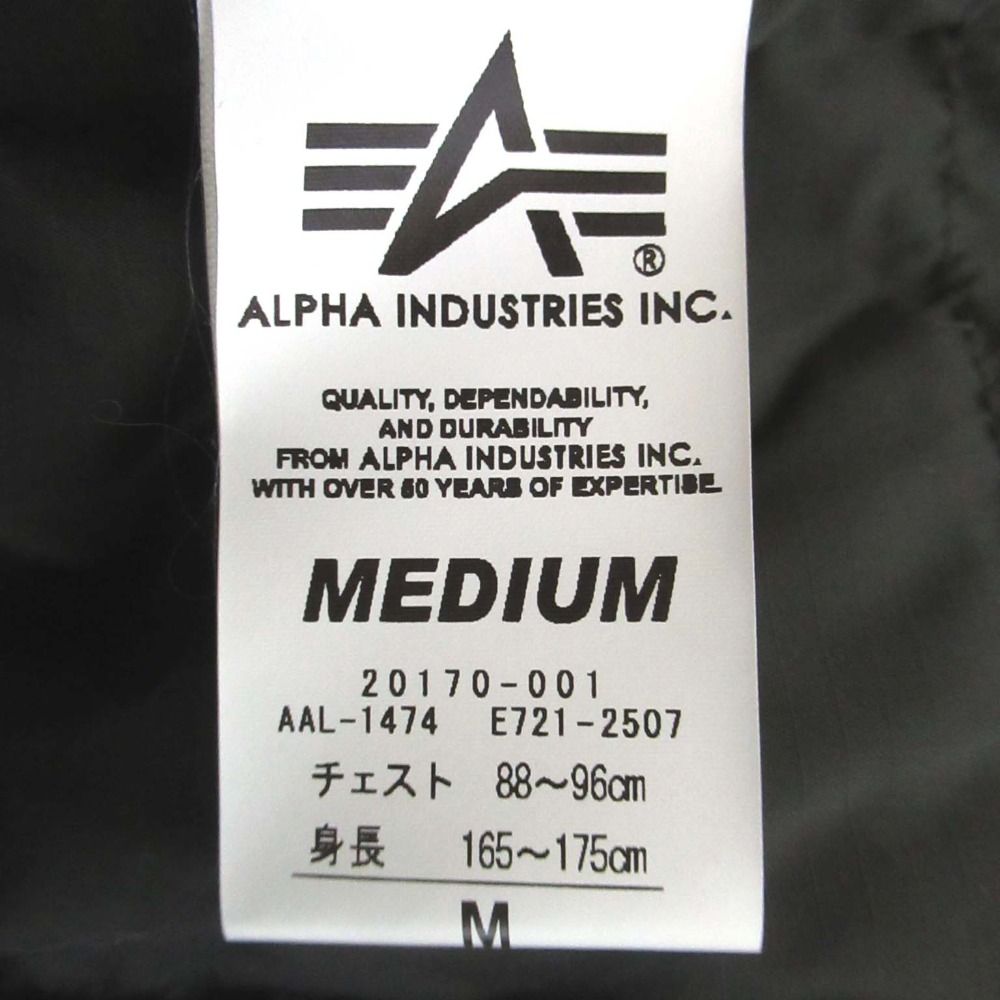 ®
ALPHA INDUSTRIES INC.
QUALITY, DEPENDABILITY,
AND DURABILITY
FROM ALPHA INDUSTRIES INC.
WITH OVER 50 YEARS OF EXPERTISE.
MEDIUM
20170-001
AAL-1474 E721-2507
チェスト 88～96cm
身長 165～175cm
M